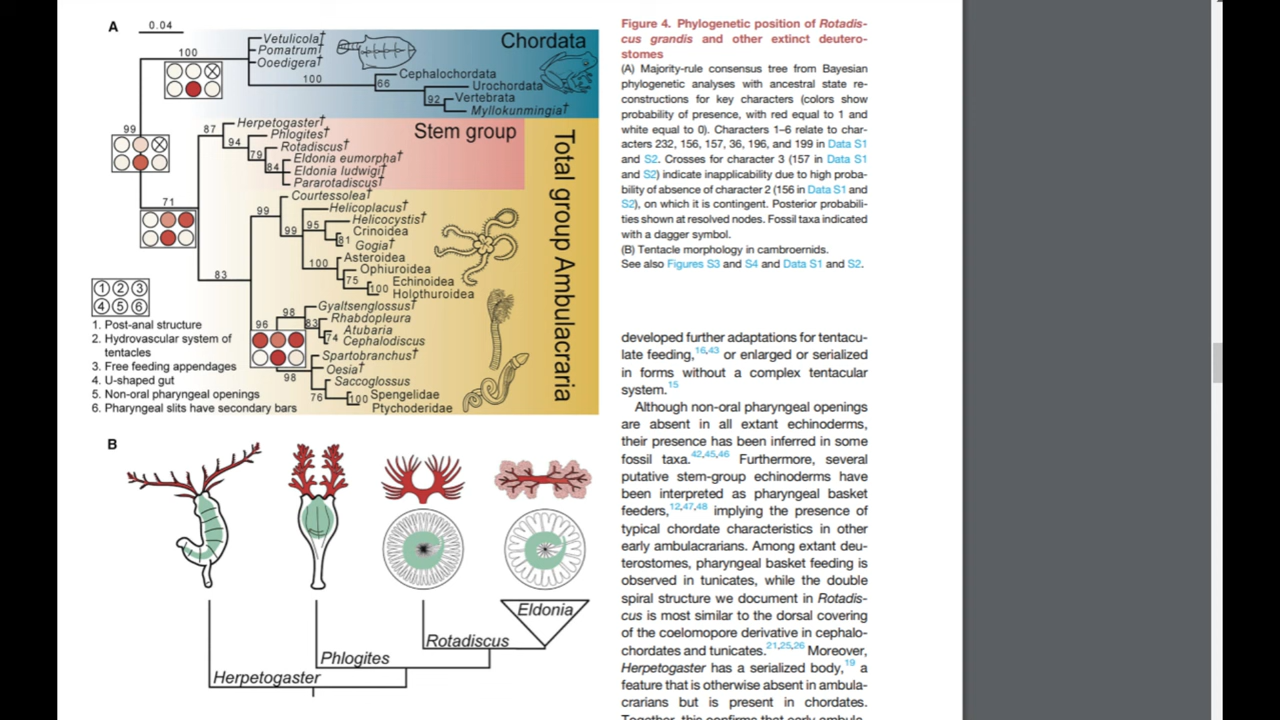 A
0.04
Vetulicola†
100
Pomatrum†
Ooedigera†
Chordata
100
Cephalochordata
66
Urochordata
92
Vertebrata
Myllokunmingia†
99
87
Herpetogaster†
Phlogites†
Stem group
94
Rotadiscus†
79
Eldonia eumorpha†
84
Eldonia ludwigi†
Pararotadiscus†
71
Courtessolea†
99
Helicoplacus†
Helicocystis†
95
Crinoidea
99
81
Gogia†
Asteroidea
100
Ophiuroidea
83
75
Echinoidea
100
Holothuroidea
Total group Ambulacraria
1 2 3
4 5 6
Gyaltsenglossus†
98
Rhabdopleura
96
83
Atubaria
74
Cephalodiscus
Spartobranchus†
Oesia†
98
Saccoglossus
76
100
Spengelidae
Ptychoderidae
1. Post-anal structure
2. Hydrovascular system of
tentacles
3. Free feeding appendages
4. U-shaped gut
5. Non-oral pharyngeal openings
6. Pharyngeal slits have secondary bars
B
Eldonia
Rotadiscus
Phlogites
Herpetogaster
Figure 4. Phylogenetic position of Rotadis-
cus grandis and other extinct deutero-
stomes
(A) Majority-rule consensus tree from Bayesian
phylogenetic analyses with ancestral state re-
constructions for key characters (colors show
probability of presence, with red equal to 1 and
white equal to 0). Characters 1–6 relate to char-
acters 232, 156, 157, 36, 196, and 199 in Data S1
and S2. Crosses for character 3 (157 in Data S1
and S2) indicate inapplicability due to high proba-
bility of absence of character 2 (156 in Data S1 and
S2), on which it is contingent. Posterior probabili-
ties shown at resolved nodes. Fossil taxa indicated
with a dagger symbol.
(B) Tentacle morphology in cambroernids.
See also Figures S3 and S4 and Data S1 and S2.
developed further adaptations for tentacu-
late feeding,16,43 or enlarged or serialized
in forms without a complex tentacular
system.15
Although non-oral pharyngeal openings
are absent in all extant echinoderms,
their presence has been inferred in some
fossil taxa.42,45,46 Furthermore, several
putative stem-group echinoderms have
been interpreted as pharyngeal basket
feeders,12,47,48 implying the presence of
typical chordate characteristics in other
early ambulacrarians. Among extant deu-
terostomes, pharyngeal basket feeding is
observed in tunicates, while the double
spiral structure we document in Rotadis-
cus is most similar to the dorsal covering
of the coelomopore derivative in cephalo-
chordates and tunicates.21,25,26 Moreover,
Herpetogaster has a serialized body,19 a
feature that is otherwise absent in ambula-
crarians but is present in chordates.
Together, this confirms that early ambula-